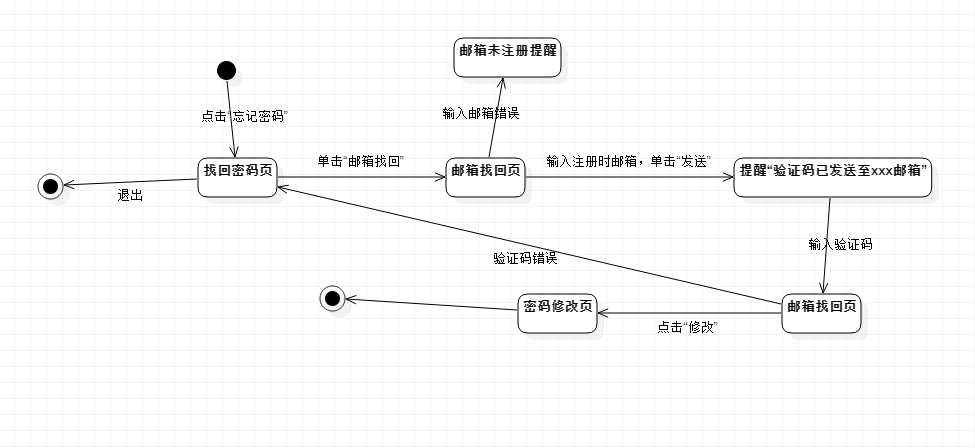 邮箱未注册提醒
点击“忘记密码”
输入邮箱错误
找回密码页
单击“邮箱找回”
邮箱找回页
输入注册时邮箱，单击“发送”
提醒“验证码已发送至xxx邮箱”
退出
输入验证码
验证码错误
密码修改页
点击“修改”
邮箱找回页